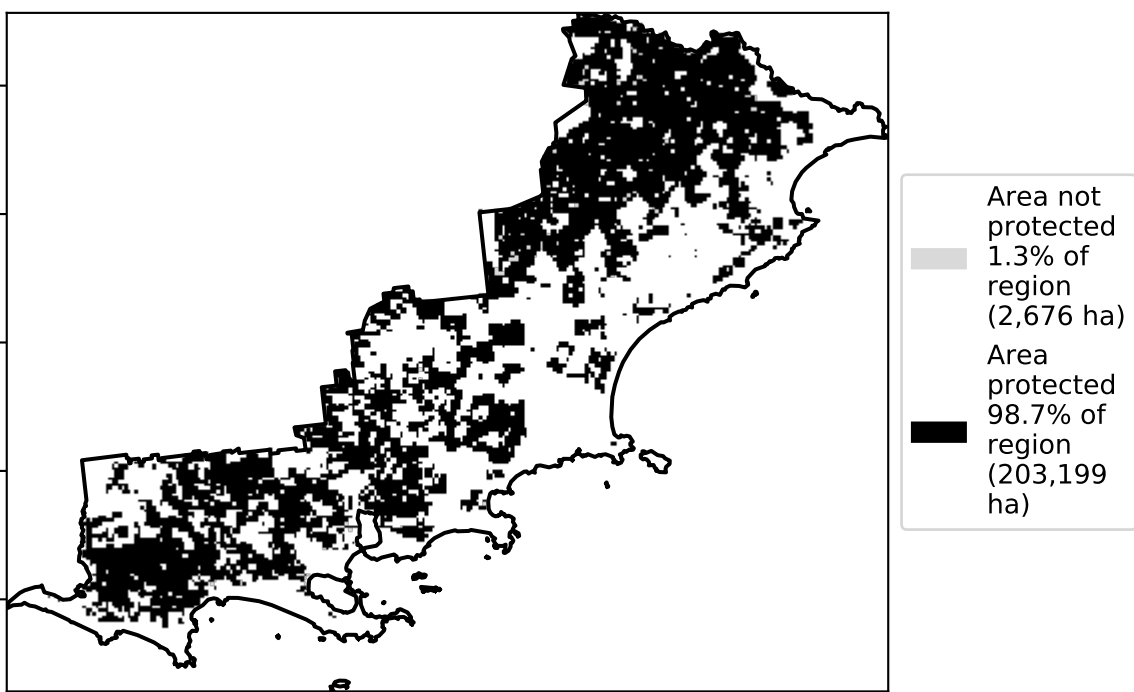 Area not
protected
1.3% of
region
(2,676 ha)
Area
protected
98.7% of
region
(203,199
ha)